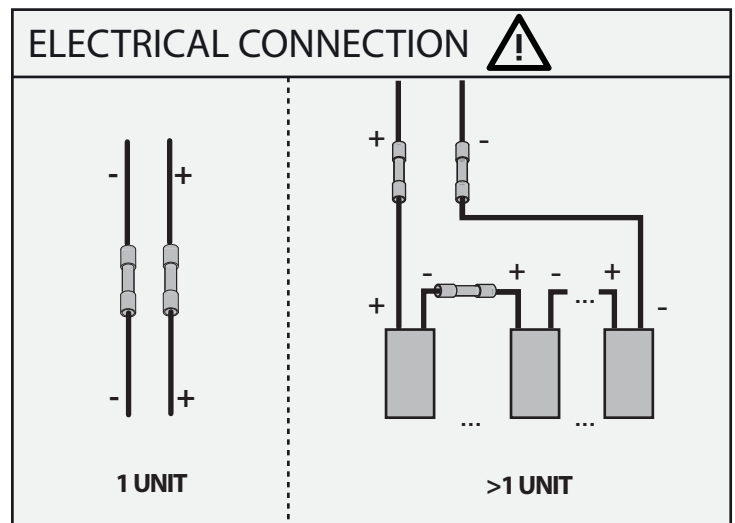 ELECTRICAL CONNECTION
- +
- +
1 UNIT
+ -
- + - ... +
+ -
... ...
>1 UNIT